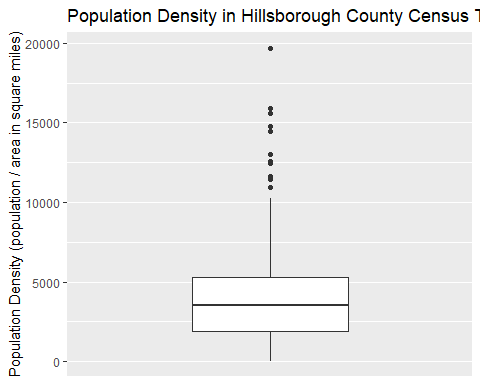 Population Density in Hillsborough County Census T
Population Density (population / area in square miles)
20000
15000
10000
5000
0